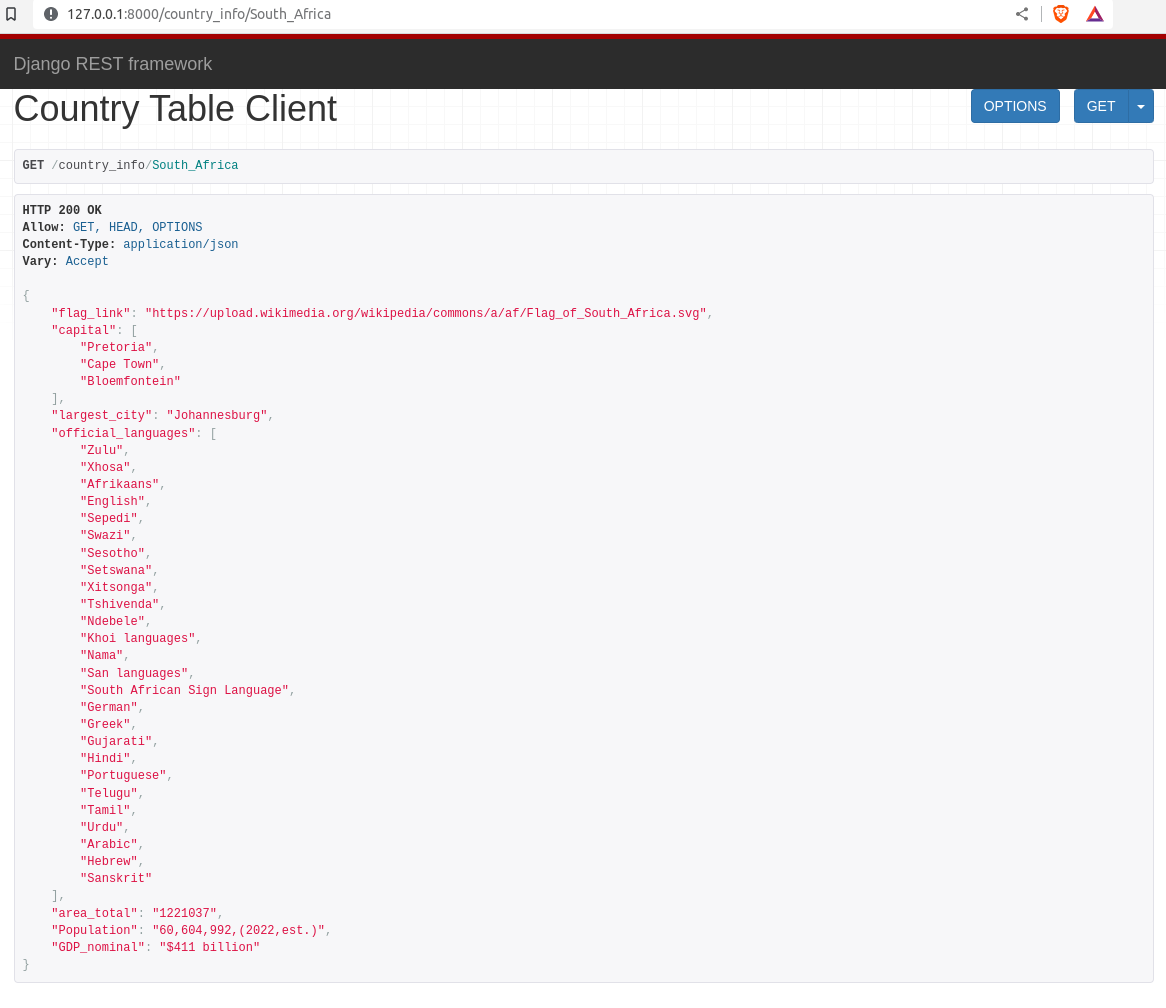 127.0.0.1:8000/country_info/South_Africa
Django REST framework
Country Table Client
OPTIONS
GET
GET /country_info/South_Africa
HTTP 200 OK
Allow: GET, HEAD, OPTIONS
Content-Type: application/json
Vary: Accept
{
    "flag_link": "https://upload.wikimedia.org/wikipedia/commons/a/af/Flag_of_South_Africa.svg",
    "capital": [
        "Pretoria",
        "Cape Town",
        "Bloemfontein"
    ],
    "largest_city": "Johannesburg",
    "official_languages": [
        "Zulu",
        "Xhosa",
        "Afrikaans",
        "English",
        "Sepedi",
        "Swazi",
        "Sesotho",
        "Setswana",
        "Xitsonga",
        "Tshivenda",
        "Ndebele",
        "Khoi languages",
        "Nama",
        "San languages",
        "South African Sign Language",
        "German",
        "Greek",
        "Gujarati",
        "Hindi",
        "Portuguese",
        "Telugu",
        "Tamil",
        "Urdu",
        "Arabic",
        "Hebrew",
        "Sanskrit"
    ],
    "area_total": "1221037",
    "Population": "60,604,992,(2022,est.)",
    "GDP_nominal": "$411 billion"
}